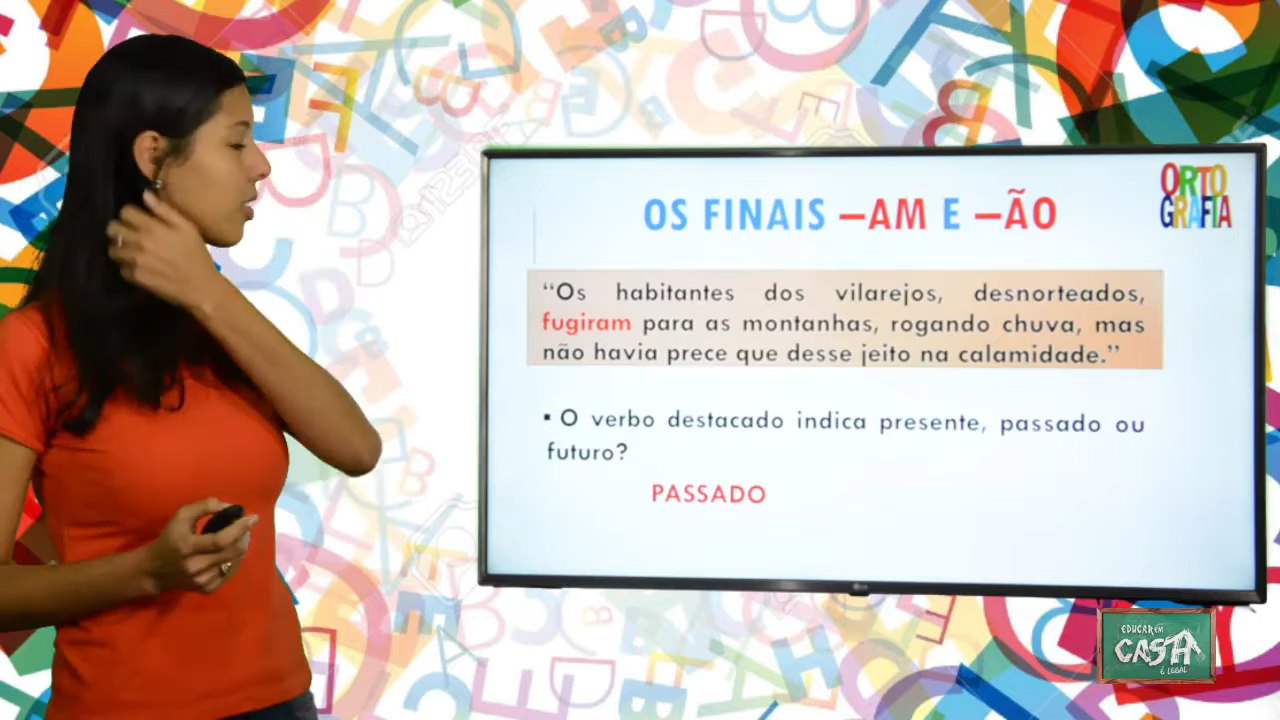 ORTO
GRAFIA
OS FINAIS –AM E –ÃO
“Os habitantes dos vilarejos, desnorteados,
fugiram para as montanhas, rogando chuva, mas
não havia prece que desse jeito na calamidade.”
▪ O verbo destacado indica presente, passado ou
futuro?
PASSADO
LG
EDUCAR EM
CASA
É LEGAL